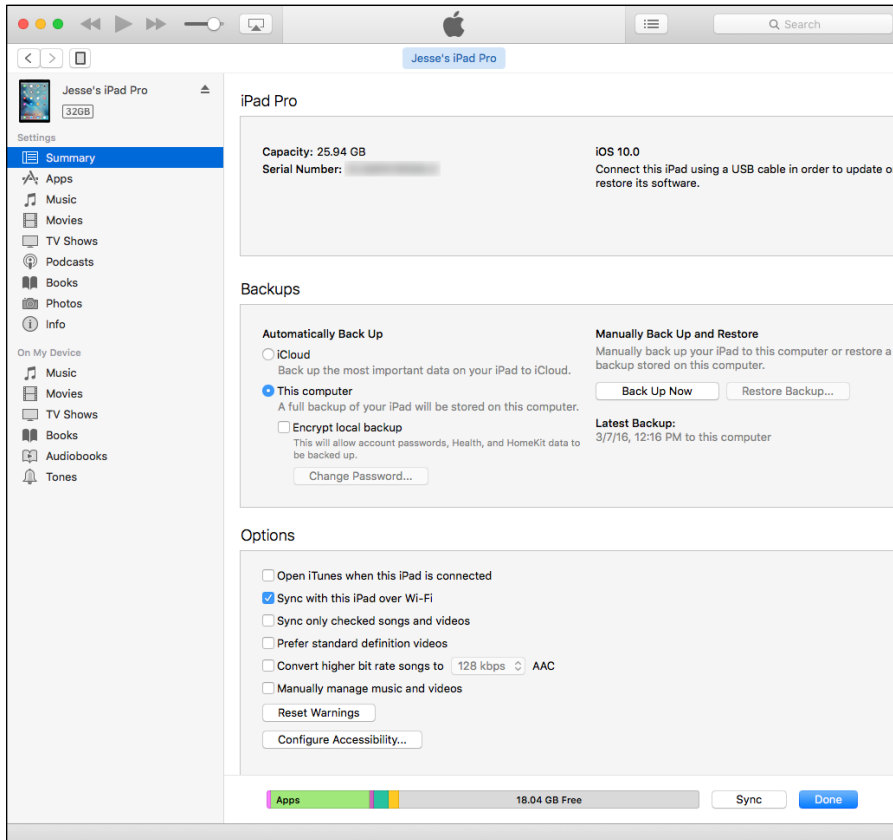 Search
Jesse's iPad Pro
Jesse's iPad Pro
32GB
Settings
Summary
Apps
Music
Movies
TV Shows
Podcasts
Books
Photos
Info
On My Device
Music
Movies
TV Shows
Books
Audiobooks
Tones
iPad Pro
Capacity: 25.94 GB
Serial Number:
iOS 10.0
Connect this iPad using a USB cable in order to update o
restore its software.
Backups
Automatically Back Up
iCloud
Back up the most important data on your iPad to iCloud.
This computer
A full backup of your iPad will be stored on this computer.
Encrypt local backup
This will allow account passwords, Health, and HomeKit data to
be backed up.
Change Password...
Manually Back Up and Restore
Manually back up your iPad to this computer or restore a
backup stored on this computer.
Back Up Now
Restore Backup...
Latest Backup:
3/7/16, 12:16 PM to this computer
Options
Open iTunes when this iPad is connected
Sync with this iPad over Wi-Fi
Sync only checked songs and videos
Prefer standard definition videos
Convert higher bit rate songs to 128 kbps AAC
Manually manage music and videos
Reset Warnings
Configure Accessibility...
Apps
18.04 GB Free
Sync
Done